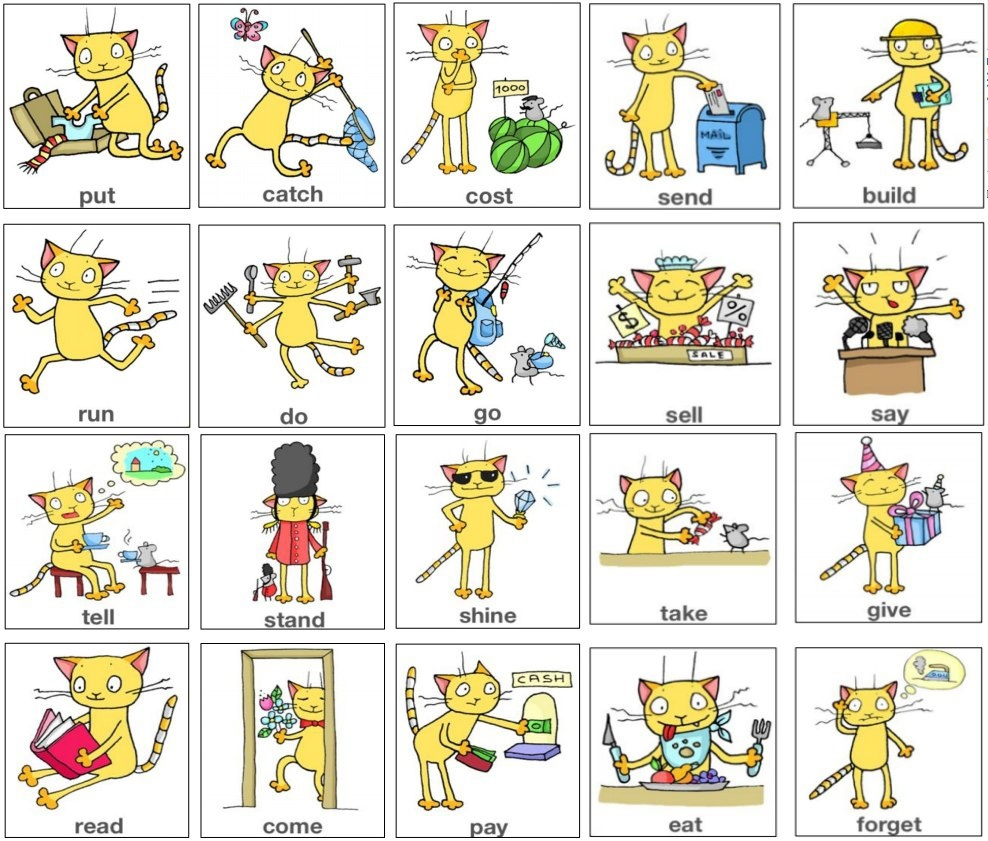 put
catch
1000
cost
MAIL
send
build
run
do
go
$
%
SALE
sell
say
tell
stand
shine
take
give
read
come
CASH
pay
eat
forget